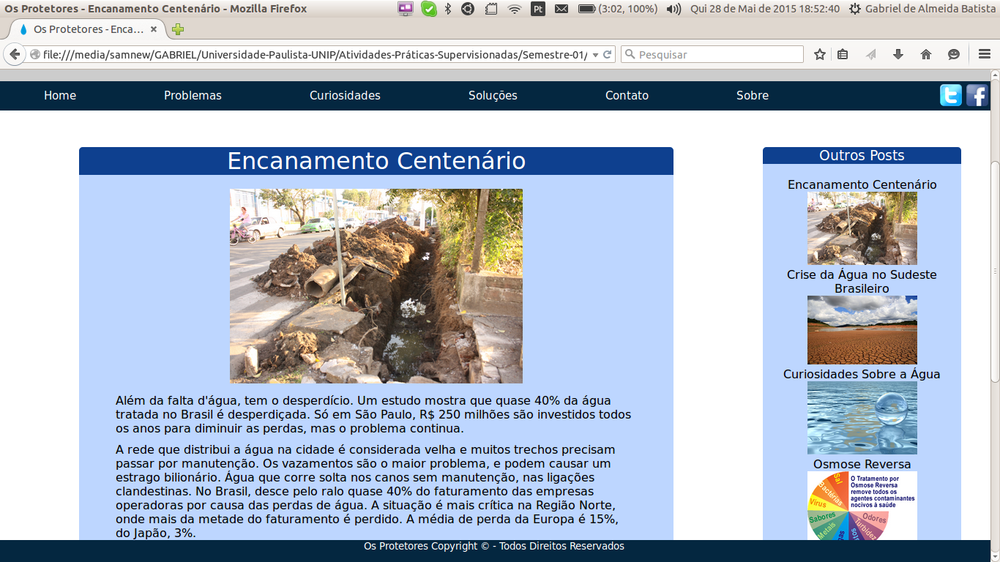 Os Protetores - Encanamento Centenário - Mozilla Firefox
Pt
(3:02, 100%)
Qui 28 de Mai de 2015 18:52:40
Gabriel de Almeida Batista
Os Protetores - Enca...
file:///media/samnew/GABRIEL/Universidade-Paulista-UNIP/Atividades-Práticas-Supervisionadas/Semestre-01/
Pesquisar
Home
Problemas
Curiosidades
Soluções
Contato
Sobre
Encanamento Centenário
Além da falta d'água, tem o desperdício. Um estudo mostra que quase 40% da água
tratada no Brasil é desperdiçada. Só em São Paulo, R$ 250 milhões são investidos todos
os anos para diminuir as perdas, mas o problema continua.
A rede que distribui a água na cidade é considerada velha e muitos trechos precisam
passar por manutenção. Os vazamentos são o maior problema, e podem causar um
estrago bilionário. Água que corre solta nos canos sem manutenção, nas ligações
clandestinas. No Brasil, desce pelo ralo quase 40% do faturamento das empresas
operadoras por causa das perdas de água. A situação é mais crítica na Região Norte,
onde mais da metade do faturamento é perdido. A média de perda da Europa é 15%,
do Japão, 3%.
Outros Posts
Encanamento Centenário
Crise da Água no Sudeste
Brasileiro
Curiosidades Sobre a Água
Osmose Reversa
O Tratamento por
Osmose Reversa
remove todos os
agentes contaminantes
nocivos à saúde
Sal
Bactérias
Vírus
Sabores
Metais
Odores
Turbidez
Os Protetores Copyright © - Todos Direitos Reservados